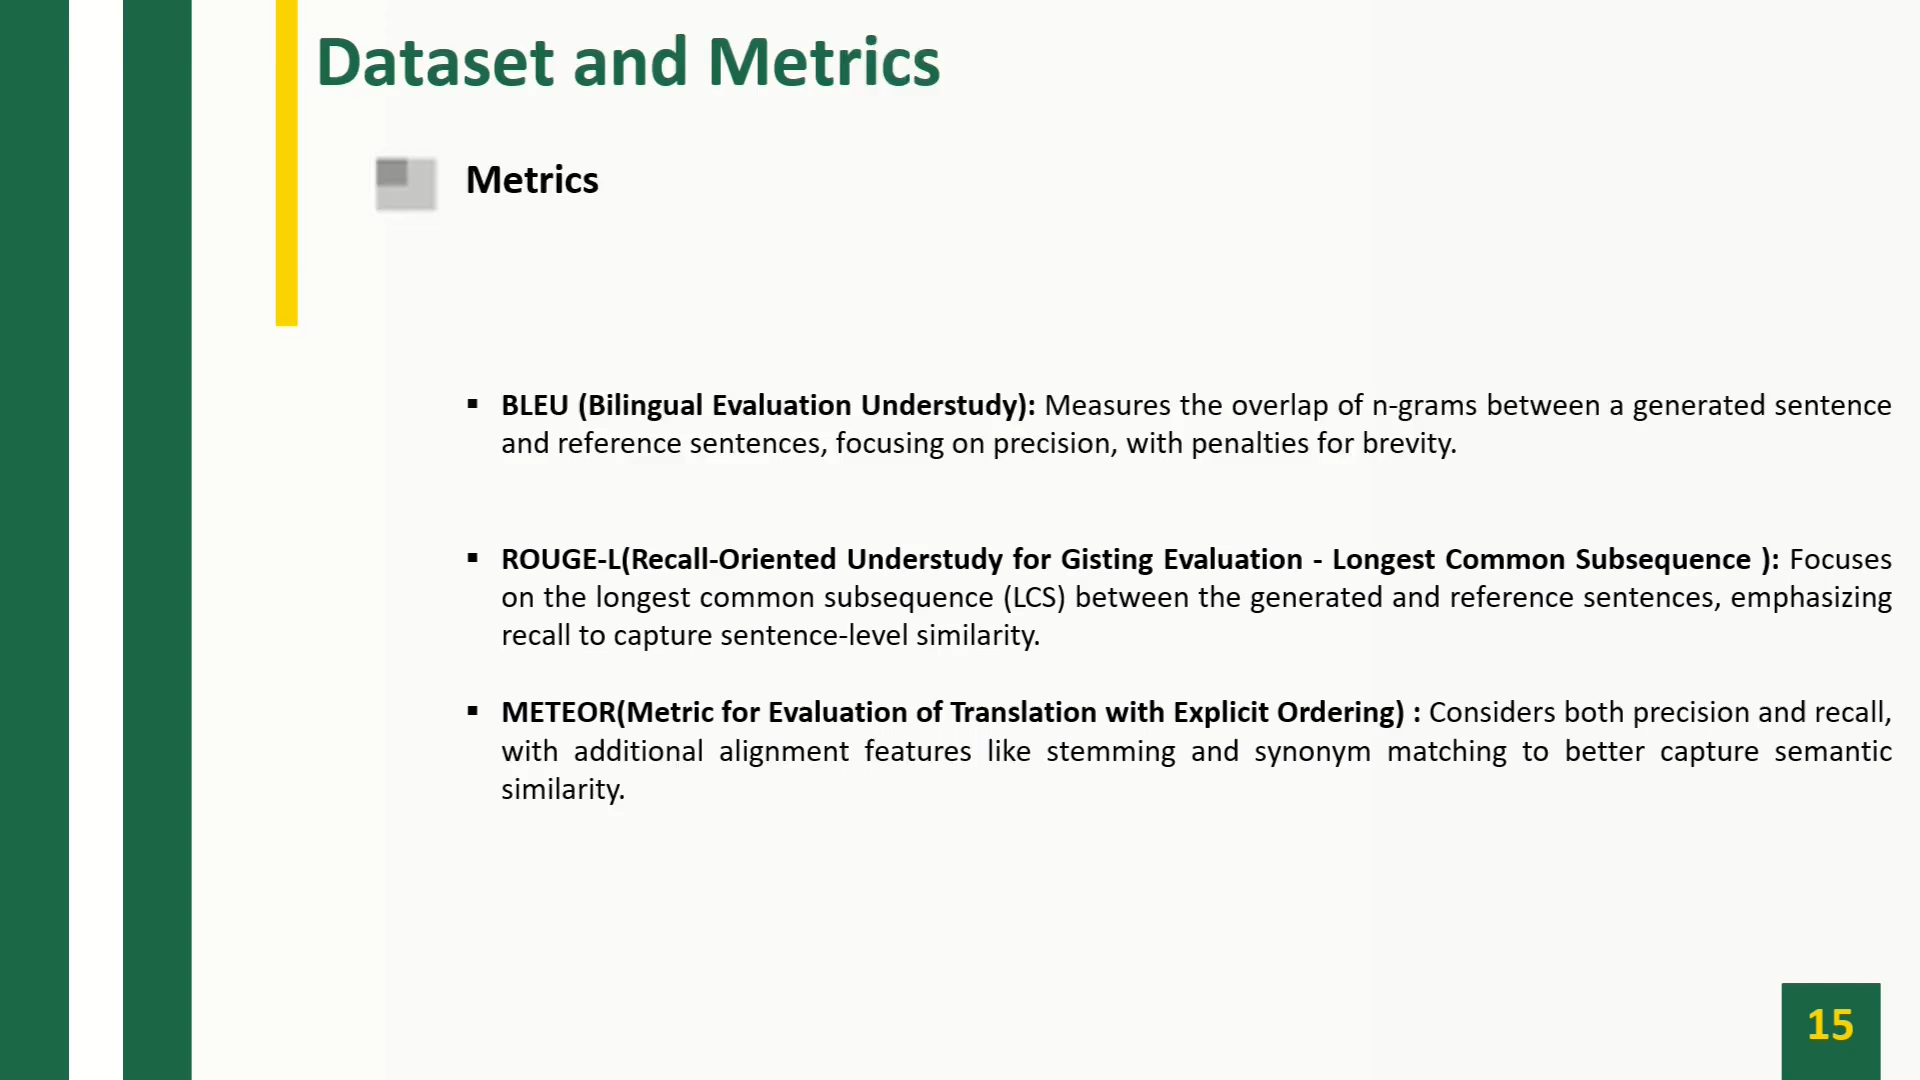 Dataset and Metrics
Metrics
▪ BLEU (Bilingual Evaluation Understudy): Measures the overlap of n-grams between a generated sentence
and reference sentences, focusing on precision, with penalties for brevity.
▪ ROUGE-L(Recall-Oriented Understudy for Gisting Evaluation - Longest Common Subsequence ): Focuses
on the longest common subsequence (LCS) between the generated and reference sentences, emphasizing
recall to capture sentence-level similarity.
▪ METEOR(Metric for Evaluation of Translation with Explicit Ordering) : Considers both precision and recall,
with additional alignment features like stemming and synonym matching to better capture semantic
similarity.
15